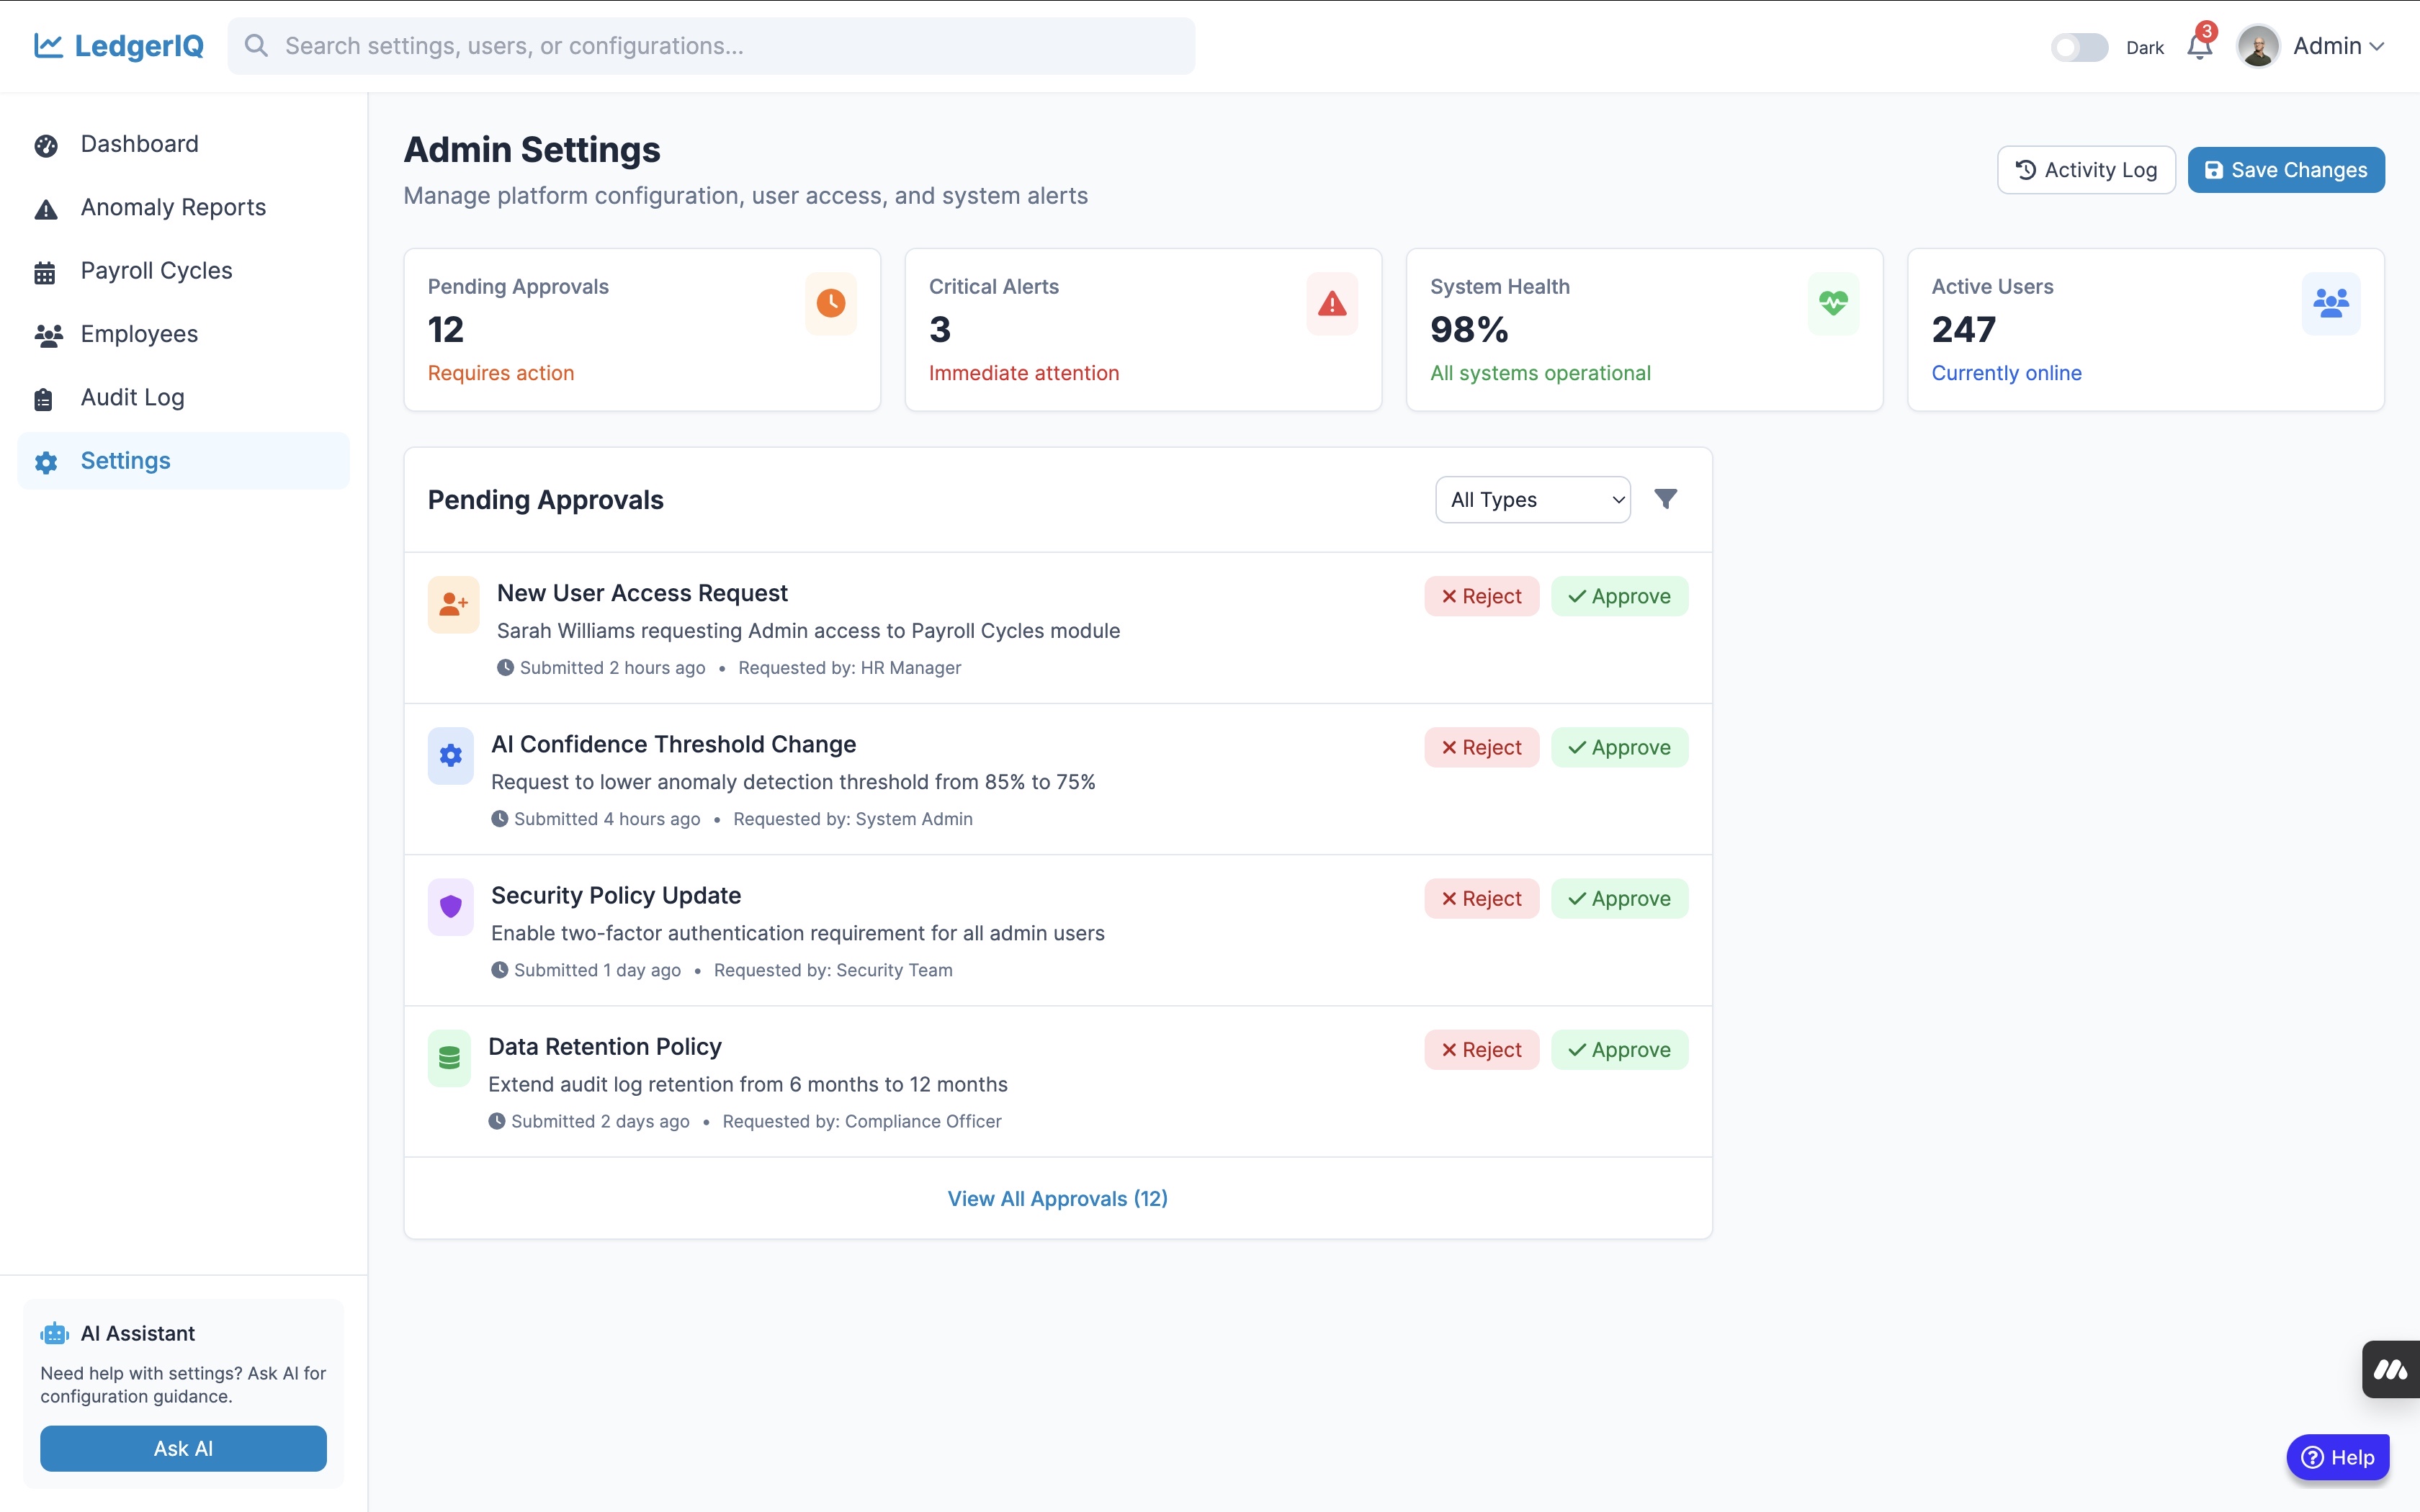 LedgerIQ
Search settings, users, or configurations...
Dark
3
Admin
Dashboard
Anomaly Reports
Payroll Cycles
Employees
Audit Log
Settings
Admin Settings
Manage platform configuration, user access, and system alerts
Activity Log
Save Changes
Pending Approvals
12
Requires action
Critical Alerts
3
Immediate attention
System Health
98%
All systems operational
Active Users
247
Currently online
Pending Approvals
All Types
New User Access Request
Sarah Williams requesting Admin access to Payroll Cycles module
Submitted 2 hours ago • Requested by: HR Manager
Reject
Approve
AI Confidence Threshold Change
Request to lower anomaly detection threshold from 85% to 75%
Submitted 4 hours ago • Requested by: System Admin
Reject
Approve
Security Policy Update
Enable two-factor authentication requirement for all admin users
Submitted 1 day ago • Requested by: Security Team
Reject
Approve
Data Retention Policy
Extend audit log retention from 6 months to 12 months
Submitted 2 days ago • Requested by: Compliance Officer
Reject
Approve
View All Approvals (12)
AI Assistant
Need help with settings? Ask AI for
configuration guidance.
Ask AI
Help